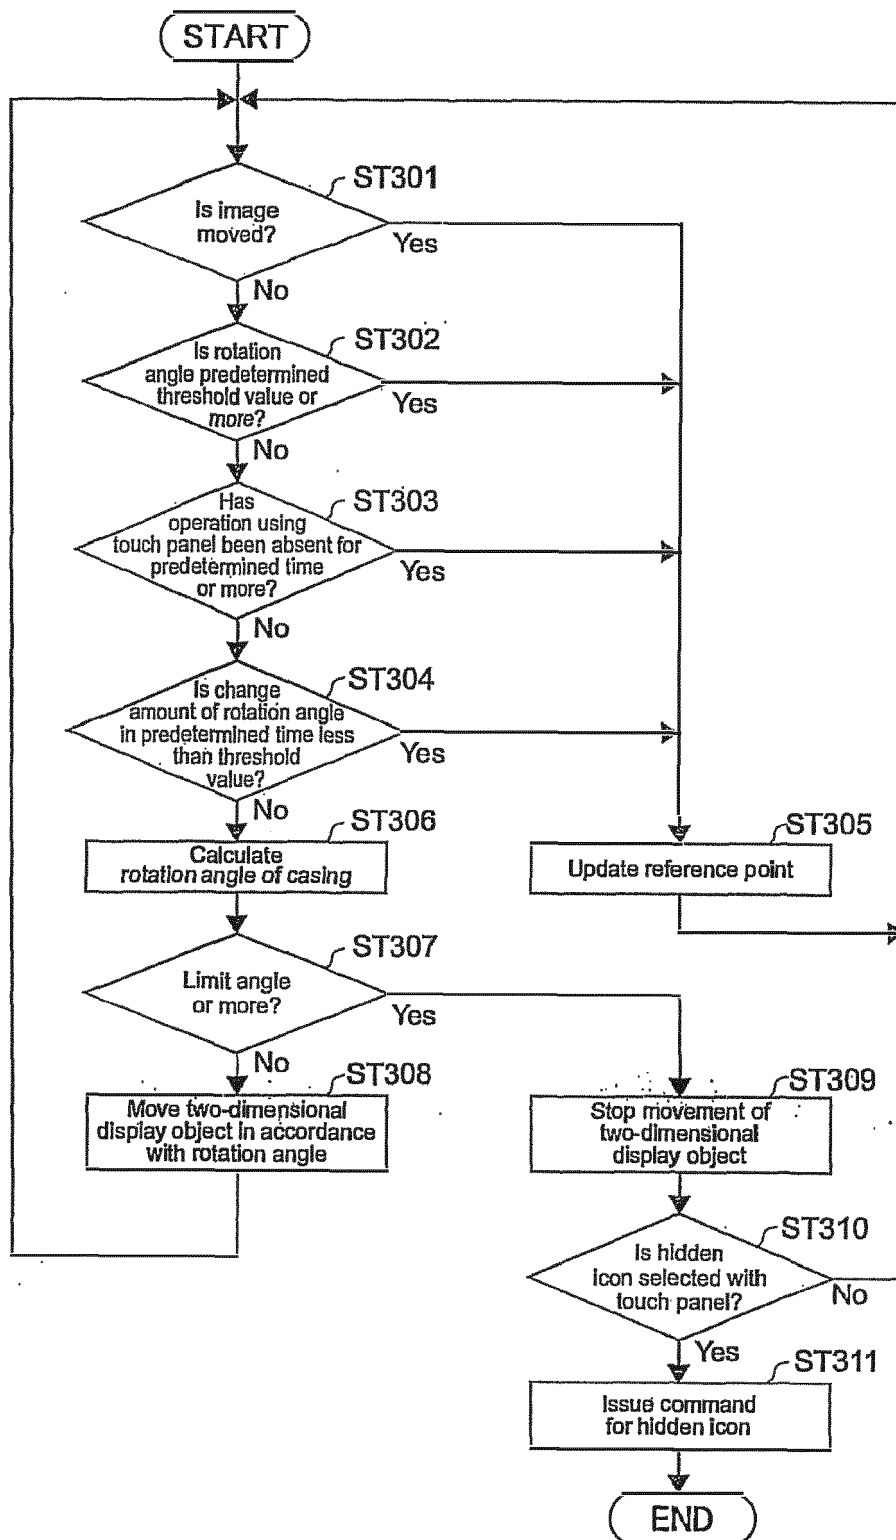 START
ST301
Is image
moved?
Yes
No
ST302
Is rotation
angle predetermined
threshold value or
more?
Yes
No
ST303
Has
operation using
touch panel been absent for
predetermined time
or more?
Yes
No
ST304
Is change
amount of rotation angle
in predetermined time less
than threshold
value?
Yes
No
ST306
Calculate
rotation angle of casing
ST305
Update reference point
ST307
Limit angle
or more?
Yes
No
ST308
Move two-dimensional
display object in accordance
with rotation angle
ST309
Stop movement of
two-dimensional
display object
ST310
Is hidden
icon selected with
touch panel?
No
Yes
ST311
Issue command
for hidden icon
END